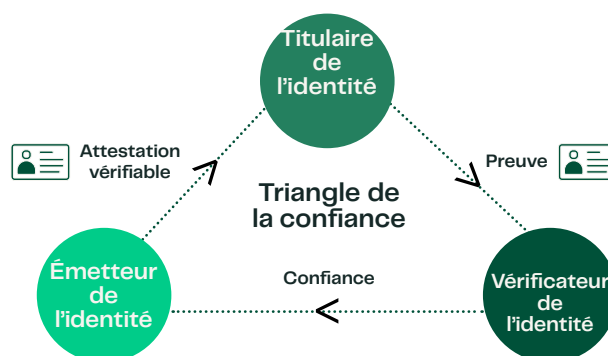 Titulaire
de
l'identité
Attestation
vérifiable
Preuve
Triangle de
la confiance
Émetteur
de
l'identité
Confiance
Vérificateur
de
l'identité